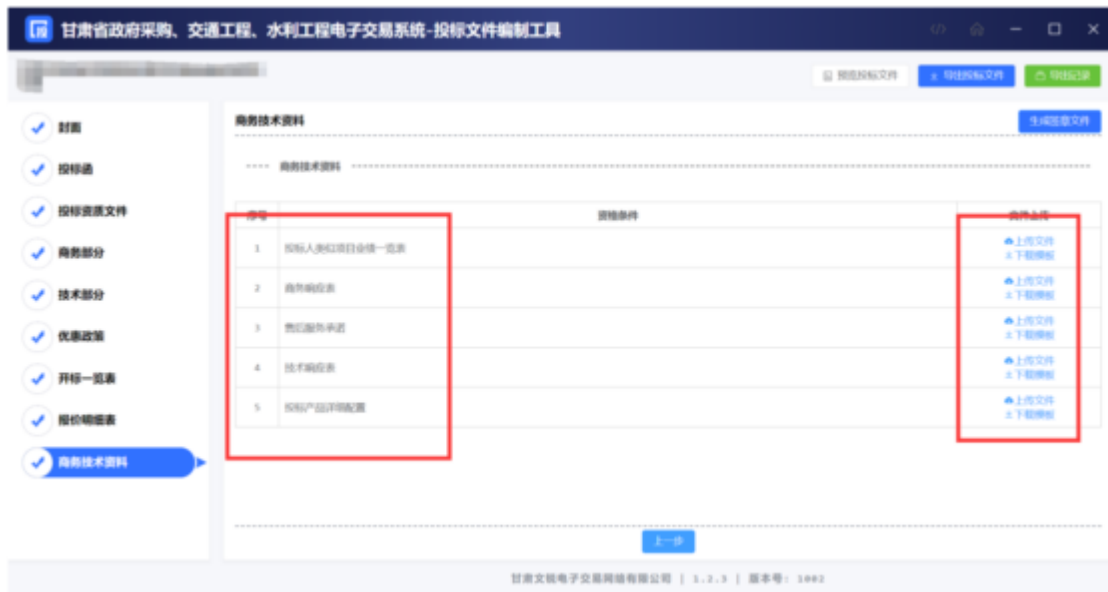 甘肃省政府采购、交通工程、水利工程电子交易系统-投标文件编制工具
预览投标文件 导出投标文件 导出记录
封面
投标函
投标资质文件
商务部分
技术部分
优惠政策
开标一览表
报价明细表
商务技术资料
商务技术资料 生成签章文件
商务技术资料
序号 资格条件 文件上传
1 投标人类似项目业绩一览表 上传文件
下载模板
2 商务响应表 上传文件
下载模板
3 售后服务承诺 上传文件
下载模板
4 技术响应表 上传文件
下载模板
5 投标产品详细配置 上传文件
下载模板
上一步
甘肃文锐电子交易网络有限公司 | 1.2.3 | 版本号: 1002